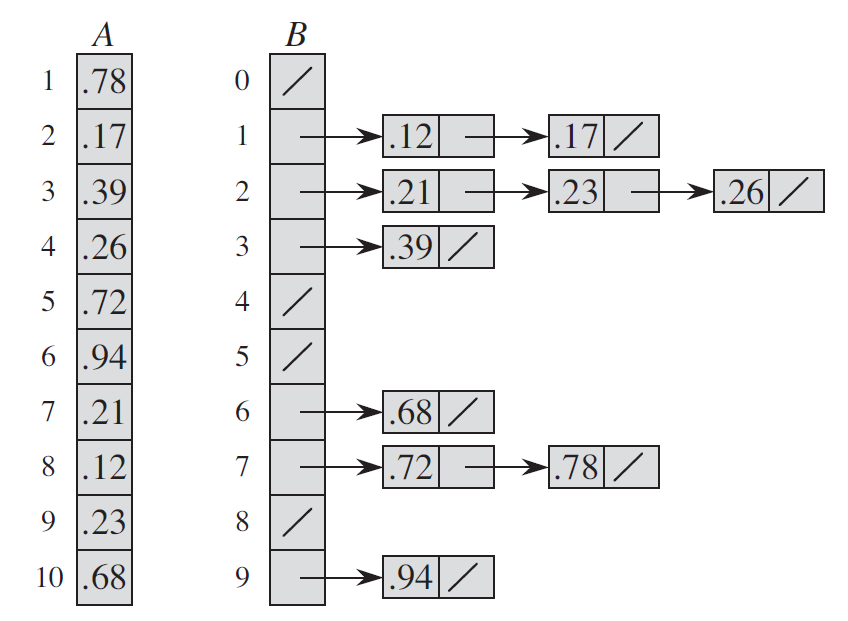 A B
1 .78 0 /
2 .17 1 .12 .17 /
3 .39 2 .21 .23 .26 /
4 .26 3 .39 /
5 .72 4 /
6 .94 5 /
7 .21 6 .68 /
8 .12 7 .72 .78 /
9 .23 8 /
10 .68 9 .94 /